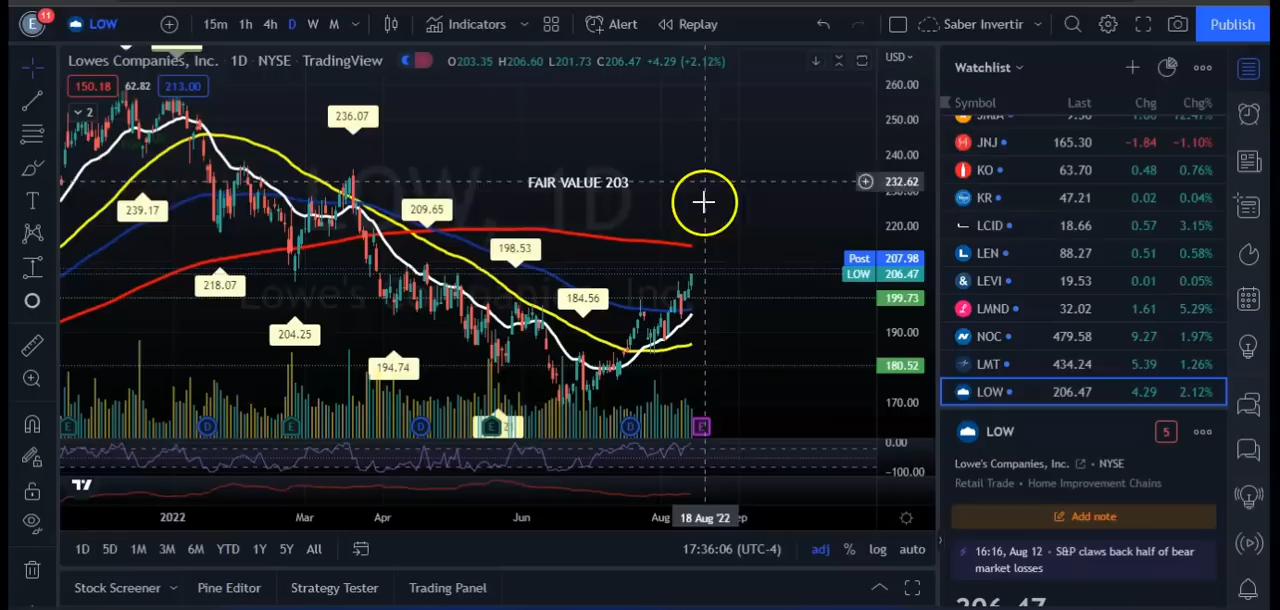 E 11 LOW 15m 1h 4h D W M Indicators Alert Replay Saber Invertir Publish
Lowes Companies, Inc. 1D NYSE TradingView O203.35 H206.60 L201.73 C206.47 +4.29 (+2.12%)
USD
150.18 62.82 213.00
2
260.00
250.00
240.00
232.62
230.00
220.00
Post 207.98
LOW 206.47
199.73
190.00
180.52
170.00
0.00
−100.00
236.07
FAIR VALUE 203
239.17
209.65
198.53
218.07
184.56
204.25
194.74
LOW, 1D
Lowe's Companies, Inc.
E D E D E D E
2022 Mar Apr Jun Aug 18 Aug '22
1D 5D 1M 3M 6M YTD 1Y 5Y All 17:36:06 (UTC-4) adj % log auto
Stock Screener Pine Editor Strategy Tester Trading Panel
Watchlist
Symbol Last Chg Chg%
JNJ 165.30 −1.84 −1.10%
KO 63.70 0.48 0.76%
KR 47.21 0.02 0.04%
LCID 18.66 0.57 3.15%
LEN 88.27 0.51 0.58%
LEVI 19.53 0.01 0.05%
LAND 32.02 1.61 5.29%
NOC 479.58 9.27 1.97%
LMT 434.24 5.39 1.26%
LOW 206.47 4.29 2.12%
LOW 5
Lowe's Companies, Inc. • NYSE
Retail Trade • Home Improvement Chains
Add note
16:16, Aug 12 • S&P claws back half of bear
market losses
206.47